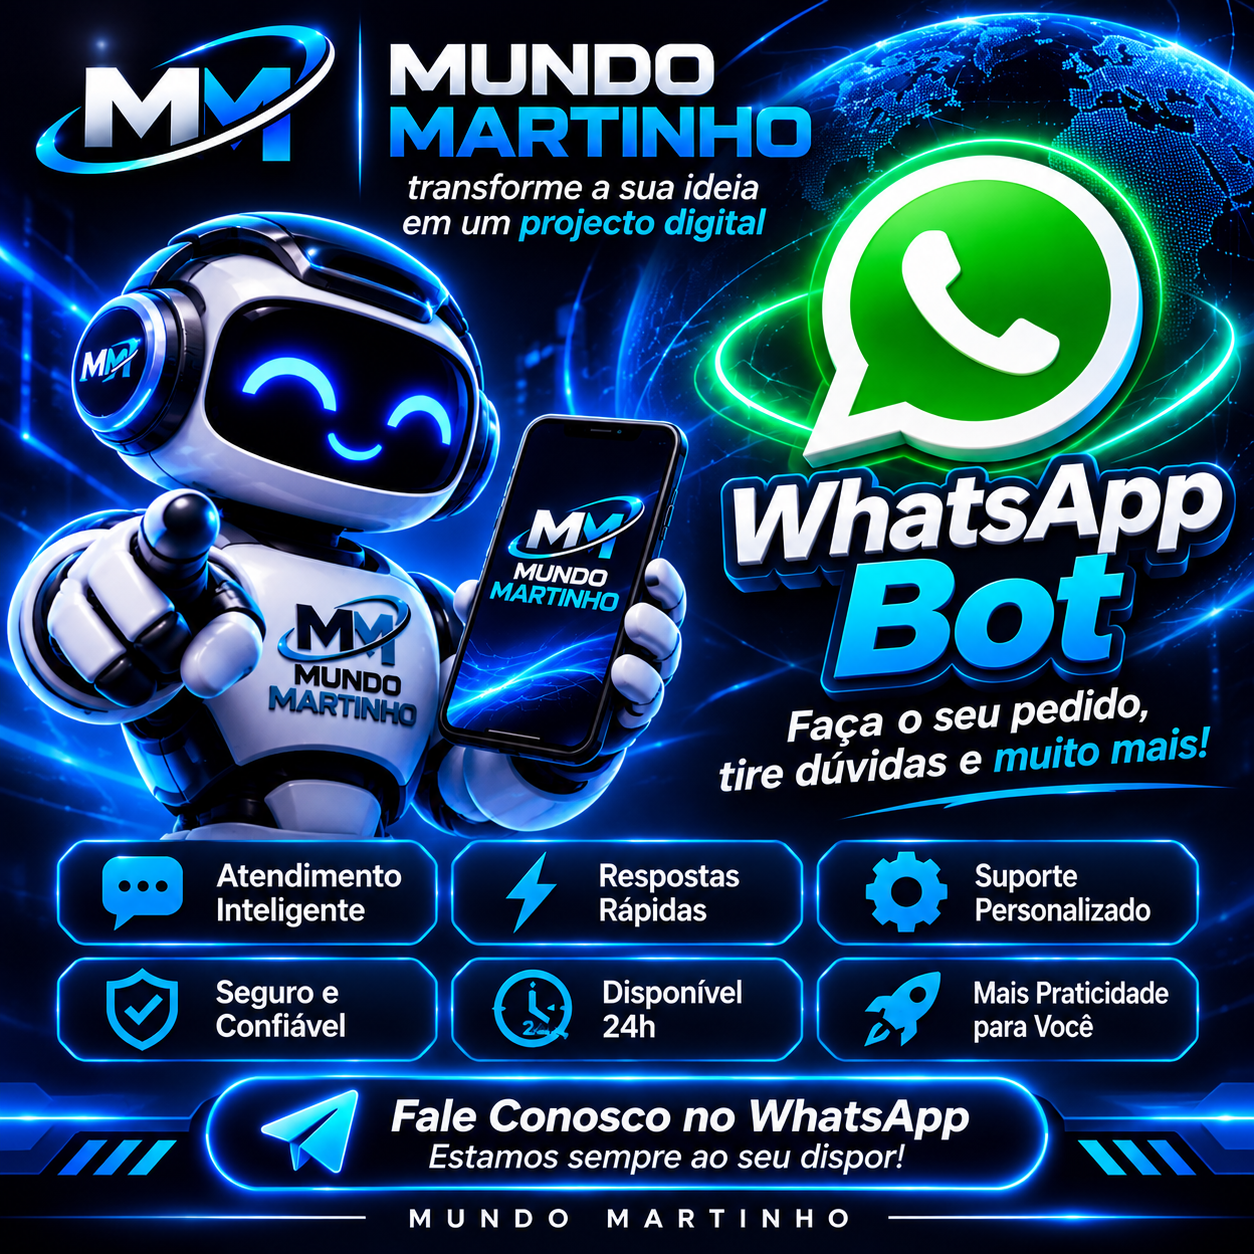 MM
MUNDO
MARTINHO
transforme a sua ideia
em um projecto digital
MM
MM
MUNDO
MARTINHO
MM
MUNDO
MARTINHO
WhatsApp
Bot
Faça o seu pedido,
tire dúvidas e muito mais!
Atendimento
Inteligente
Respostas
Rápidas
Suporte
Personalizado
Seguro e
Confiável
Disponível
24h
Mais Praticidade
para Você
Fale Conosco no WhatsApp
Estamos sempre ao seu dispor!
MUNDO MARTINHO